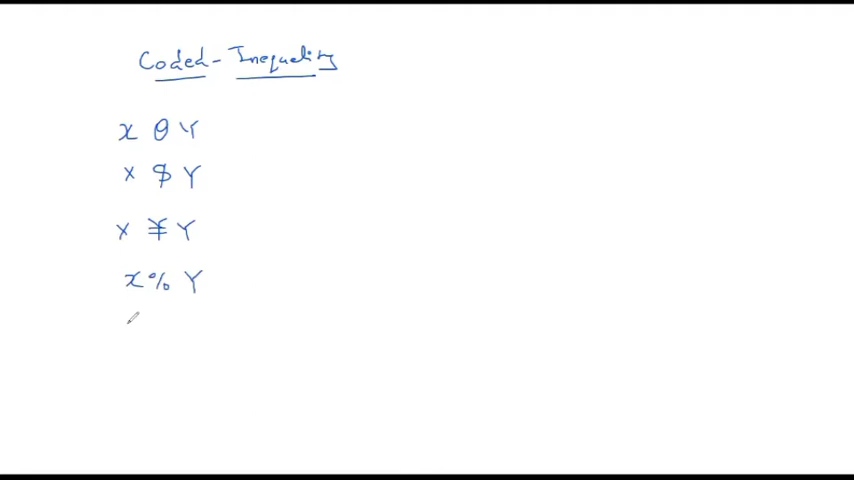 Coded - Inequality
x θ Y
x $ Y
x ¥ Y
x % Y